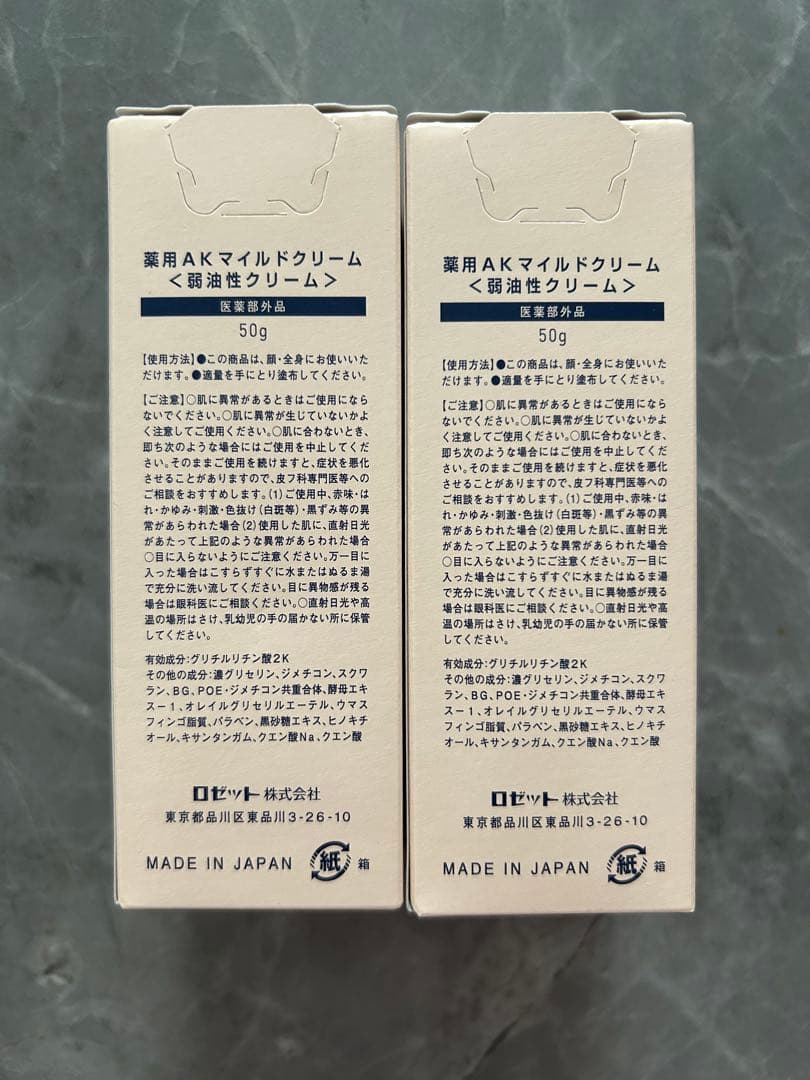 薬用AKマイルドクリーム
＜弱油性クリーム＞
医薬部外品
50g
【使用方法】●この商品は、顔・全身にお使いいた
だけます。●適量を手にとり塗布してください。
【ご注意】○肌に異常があるときはご使用になら
ないでください。○肌に異常が生じていないかよ
く注意してご使用ください。○肌に合わないとき、
即ち次のような場合にはご使用を中止してくだ
さい。そのままご使用を続けますと、症状を悪化
させることがありますので、皮フ科専門医等への
ご相談をおすすめします。(1)ご使用中、赤味・は
れ・かゆみ・刺激・色抜け(白斑等)・黒ずみ等の異
常があらわれた場合(2)使用した肌に、直射日光
があたって上記のような異常があらわれた場合
○目に入らないようにご注意ください。万一目に
入った場合はこすらずすぐに水またはぬるま湯
で充分に洗い流してください。目に異物感が残る
場合は眼科医にご相談ください。○直射日光や高
温の場所はさけ、乳幼児の手の届かない所に保管
してください。
有効成分:グリチルリチン酸2K
その他の成分:濃グリセリン、ジメチコン、スクワ
ラン、BG、POE・ジメチコン共重合体、酵母エキ
スー1、オレイルグリセリルエーテル、ウマス
フィンゴ脂質、パラベン、黒砂糖エキス、ヒノキチ
オール、キサンタンガム、クエン酸Na、クエン酸
ロゼット株式会社
東京都品川区東品川3-26-10
MADE IN JAPAN 紙 箱
薬用AKマイルドクリーム
＜弱油性クリーム＞
医薬部外品
50g
【使用方法】●この商品は、顔・全身にお使いいた
だけます。●適量を手にとり塗布してください。
【ご注意】○肌に異常があるときはご使用になら
ないでください。○肌に異常が生じていないかよ
く注意してご使用ください。○肌に合わないとき、
即ち次のような場合にはご使用を中止してくだ
さい。そのままご使用を続けますと、症状を悪化
させることがありますので、皮フ科専門医等への
ご相談をおすすめします。(1)ご使用中、赤味・は
れ・かゆみ・刺激・色抜け(白斑等)・黒ずみ等の異
常があらわれた場合(2)使用した肌に、直射日光
があたって上記のような異常があらわれた場合
○目に入らないようにご注意ください。万一目に
入った場合はこすらずすぐに水またはぬるま湯
で充分に洗い流してください。目に異物感が残る
場合は眼科医にご相談ください。○直射日光や高
温の場所はさけ、乳幼児の手の届かない所に保管
してください。
有効成分:グリチルリチン酸2K
その他の成分:濃グリセリン、ジメチコン、スクワ
ラン、BG、POE・ジメチコン共重合体、酵母エキ
スー1、オレイルグリセリルエーテル、ウマス
フィンゴ脂質、パラベン、黒砂糖エキス、ヒノキチ
オール、キサンタンガム、クエン酸Na、クエン酸
ロゼット株式会社
東京都品川区東品川3-26-10
MADE IN JAPAN 紙 箱